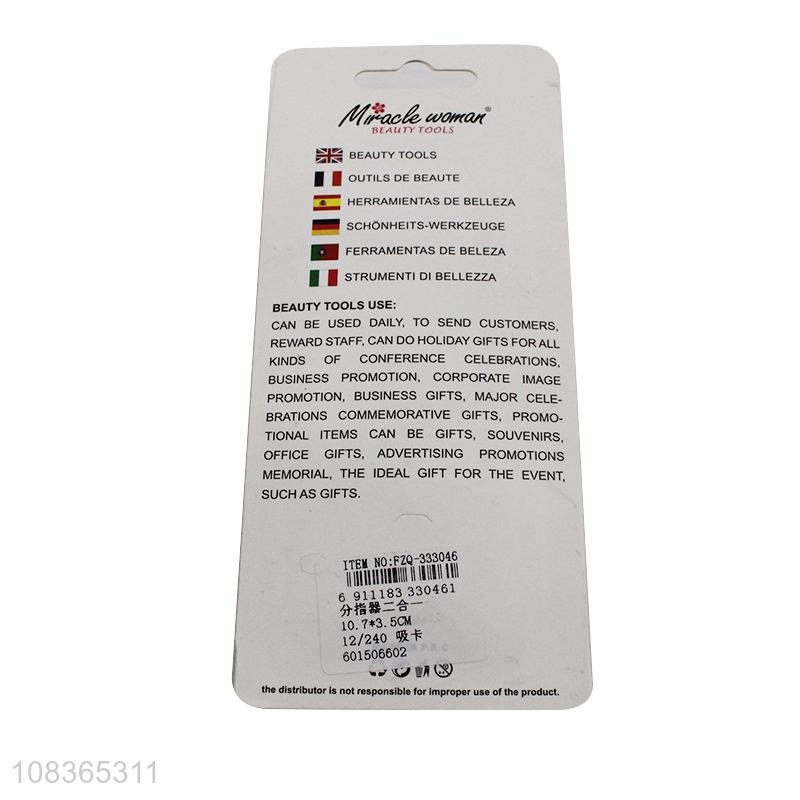 Miracle woman®
BEAUTY TOOLS
BEAUTY TOOLS
OUTILS DE BEAUTE
HERRAMIENTAS DE BELLEZA
SCHÖNHEITS-WERKZEUGE
FERRAMENTAS DE BELEZA
STRUMENTI DI BELLEZZA
BEAUTY TOOLS USE:
CAN BE USED DAILY, TO SEND CUSTOMERS,
REWARD STAFF, CAN DO HOLIDAY GIFTS FOR ALL
KINDS OF CONFERENCE CELEBRATIONS,
BUSINESS PROMOTION, CORPORATE IMAGE
PROMOTION, BUSINESS GIFTS, MAJOR CELE-
BRATIONS COMMEMORATIVE GIFTS, PROMO-
TIONAL ITEMS CAN BE GIFTS, SOUVENIRS,
OFFICE GIFTS, ADVERTISING PROMOTIONS
MEMORIAL, THE IDEAL GIFT FOR THE EVENT,
SUCH AS GIFTS.
ITEM NO:FZQ-333046
6 911183 330461
分指器二合一
10.7*3.5CM
12/240 吸卡
601506602
P.R.C
the distributor is not responsible for improper use of the product.
108365311